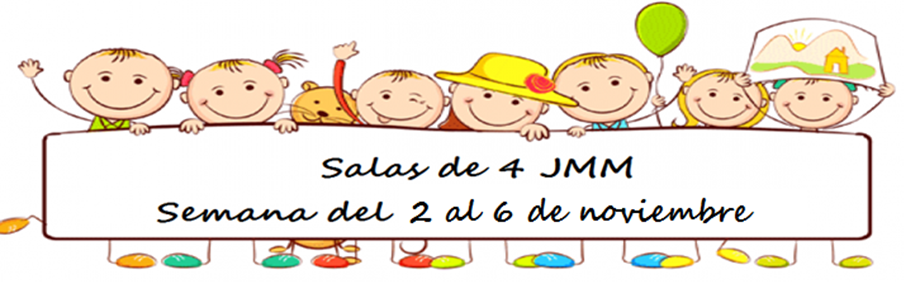 Salas de 4 JMM
Semana del 2 al 6 de noviembre